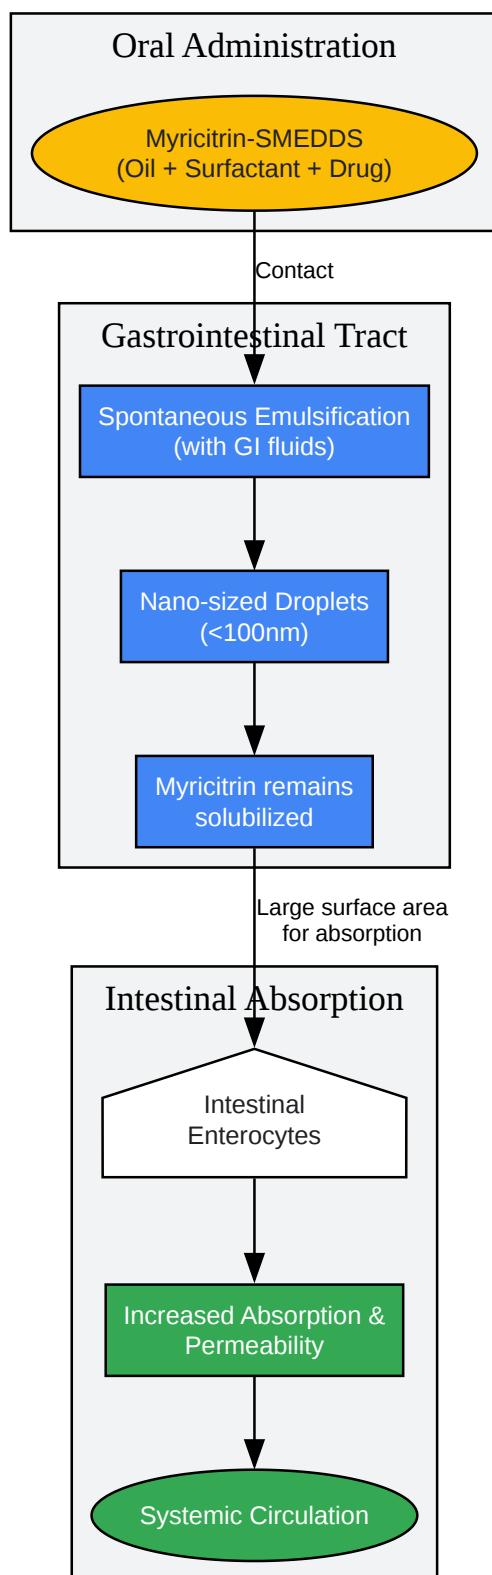 Oral Administration
Myricitrin-SMEDDS
(Oil + Surfactant + Drug)
Contact
Gastrointestinal Tract
Spontaneous Emulsification
(with GI fluids)
Nano-sized Droplets
(<100nm)
Myricitrin remains
solubilized
Large surface area
for absorption
Intestinal Absorption
Intestinal
Enterocytes
Increased Absorption &
Permeability
Systemic Circulation